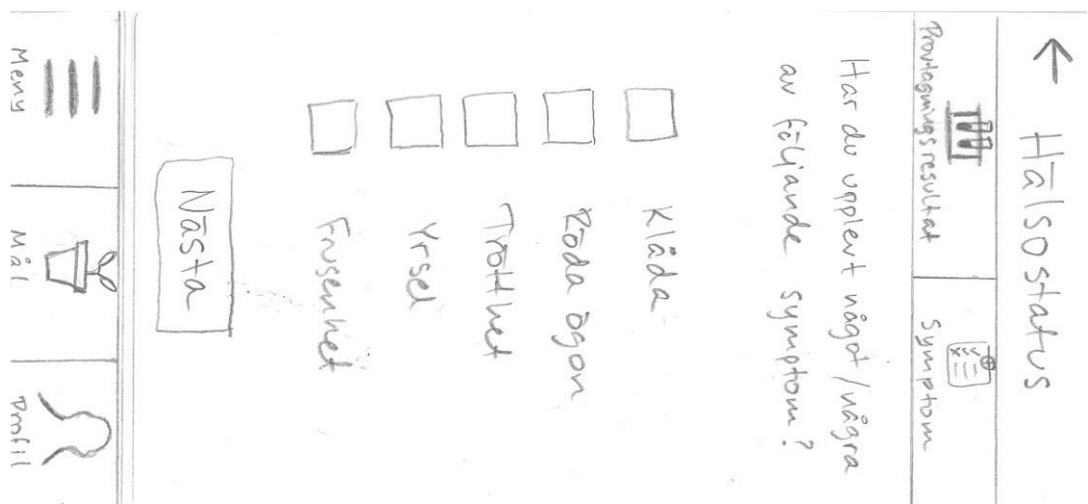 ← Hälsostatus
Provtagningsresultat
Symptom
Har du upplevt något/några
av följande symptom?
Klåda
Röda ögon
Trötthet
Yrsel
Frusenhet
Nästa
Meny
Mål
Profil